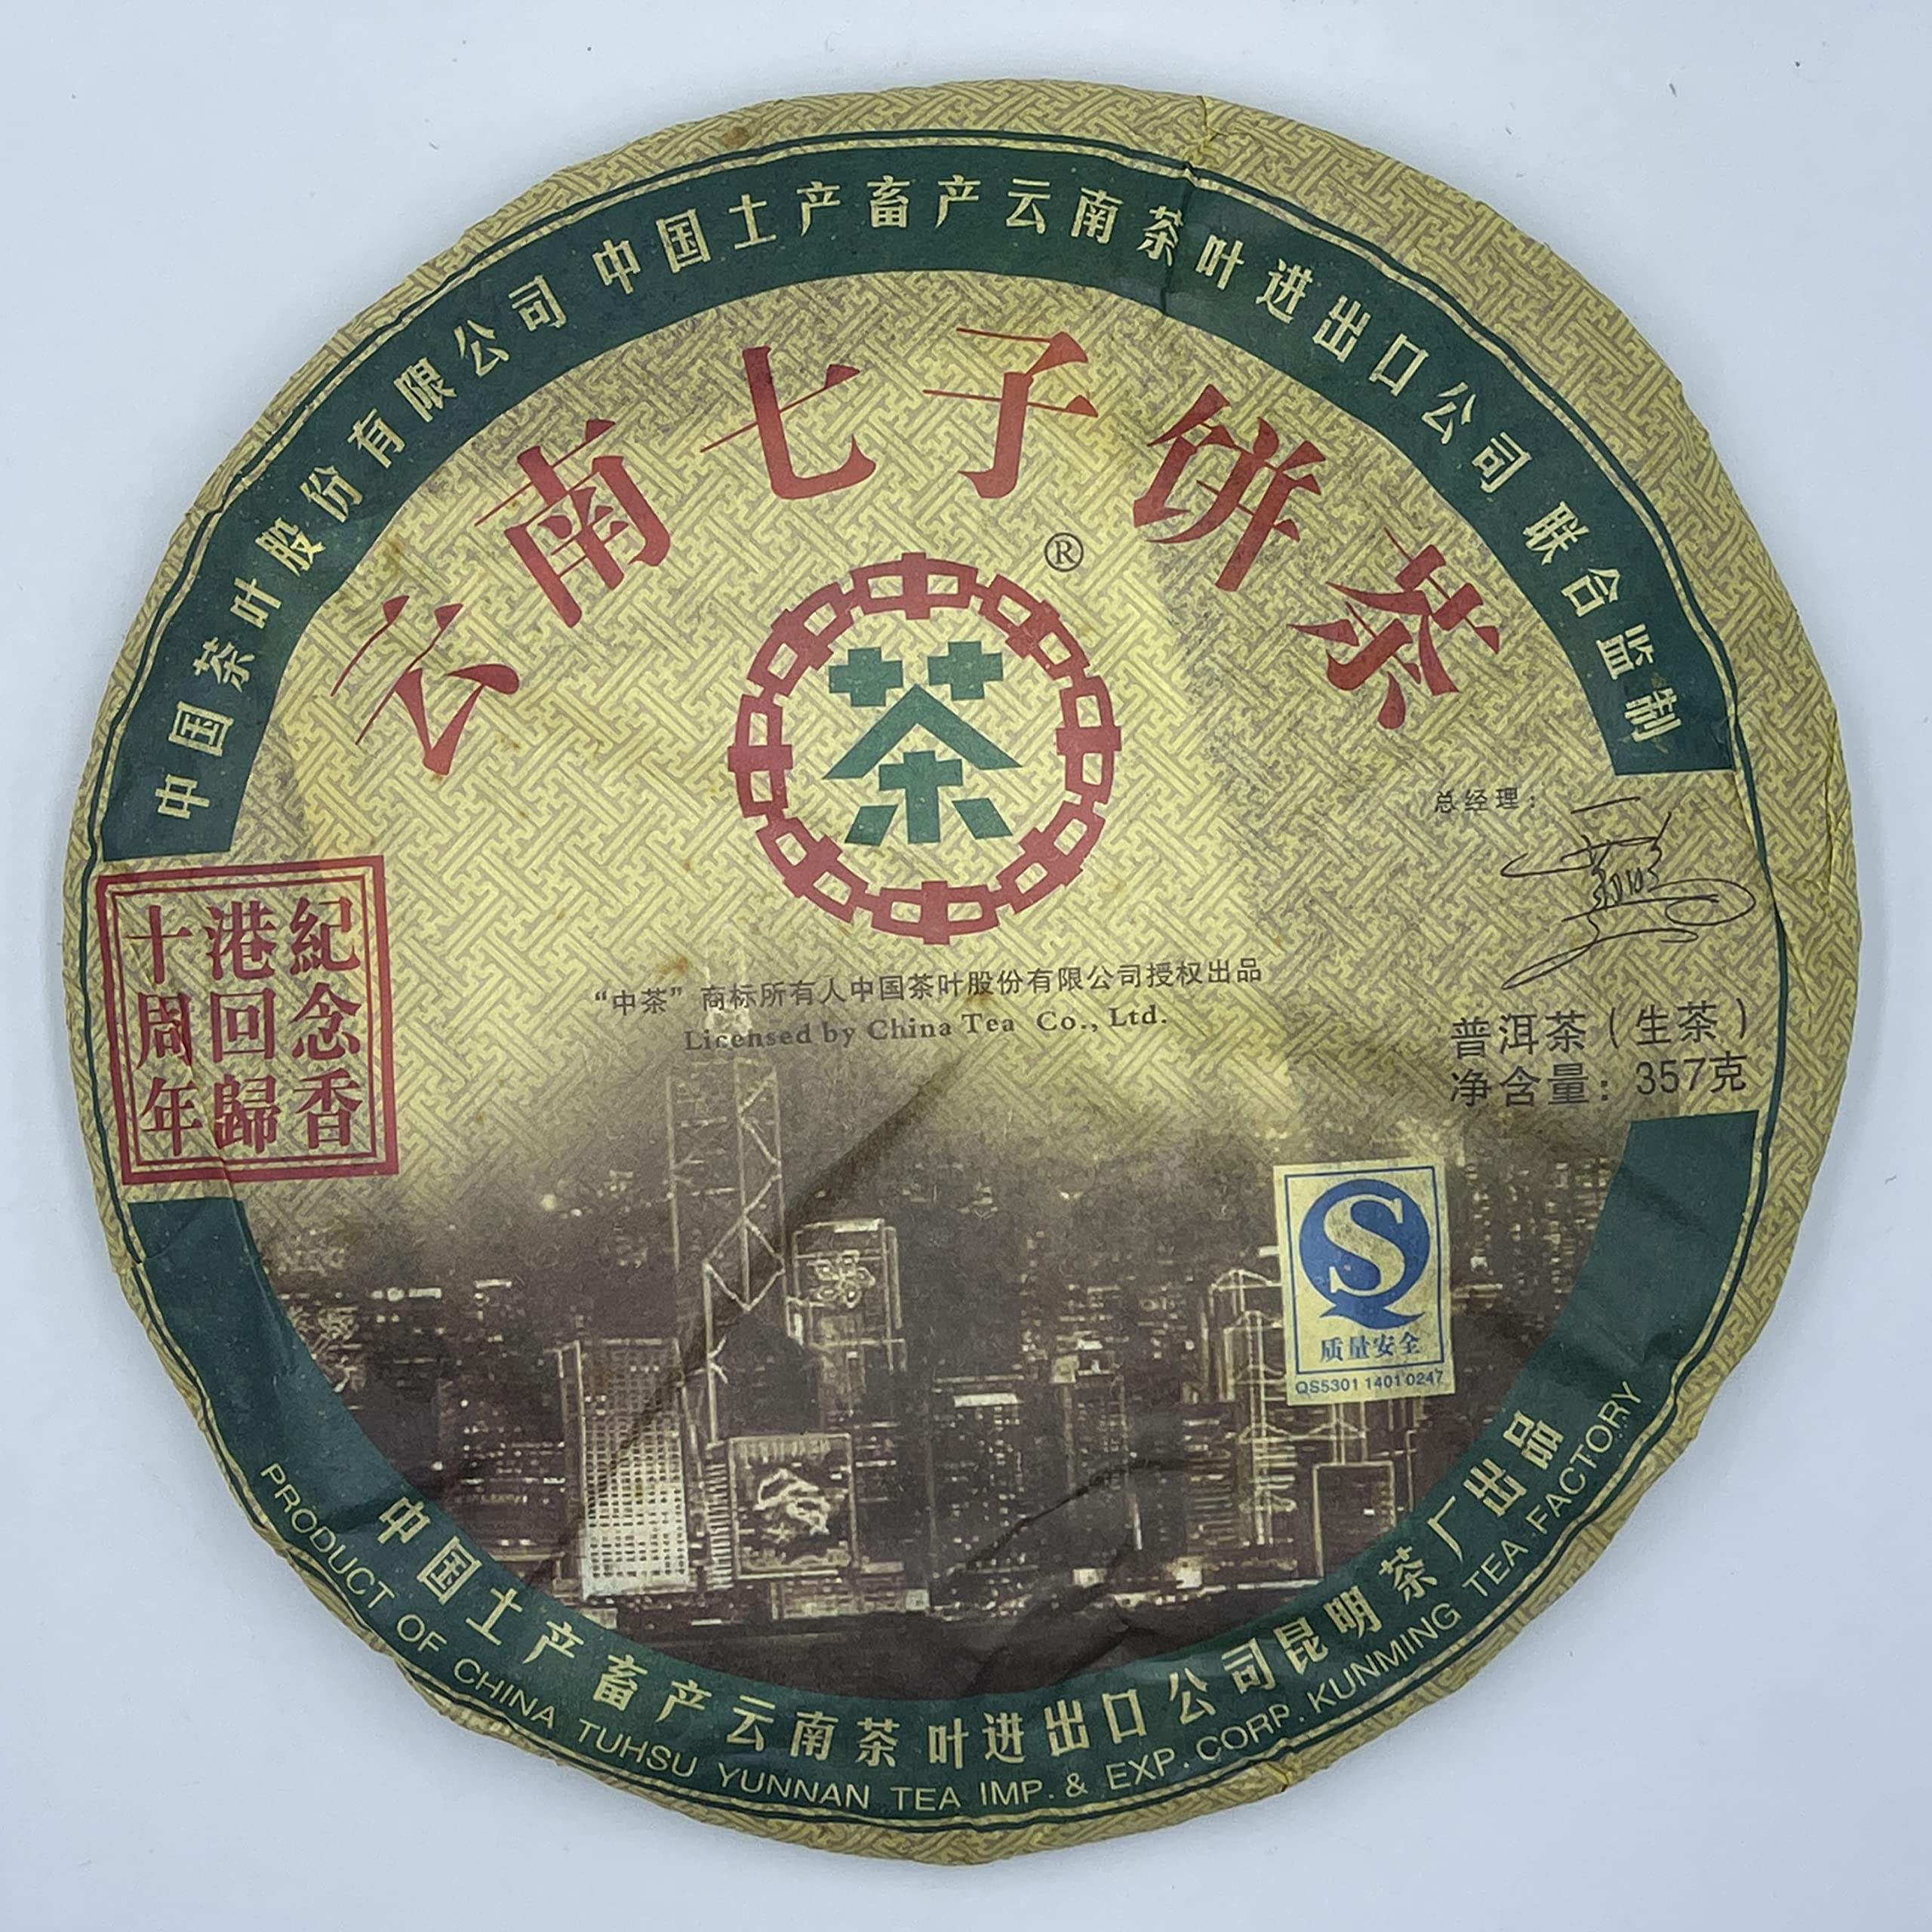 中国茶叶股份有限公司 中国土产畜产云南茶叶进出口公司 联合监制
云南七子饼茶
®
茶
总经理：
紀念香
港回歸
十周年
“中茶”商标所有人中国茶叶股份有限公司授权出品
Licensed by China Tea Co., Ltd.
普洱茶（生茶）
净含量：357克
质量安全
QS5301 1401 0247
中国土产畜产云南茶叶进出口公司昆明茶厂出品
PRODUCT OF CHINA TUHSU YUNNAN TEA IMP. & EXP. CORP. KUNMING TEA FACTORY